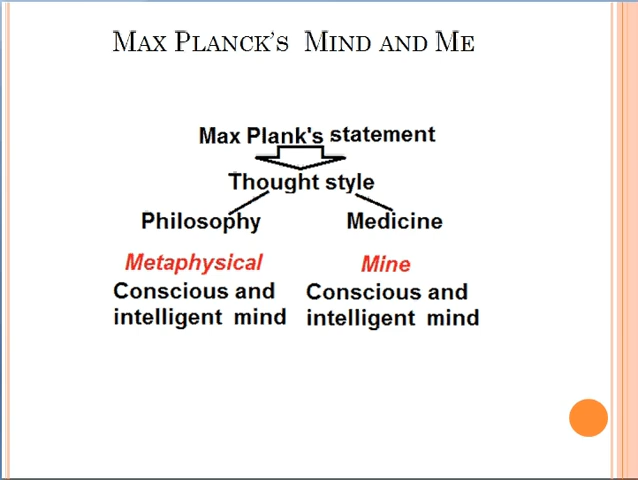 MAX PLANCK'S MIND AND ME
Max Plank's statement
Thought style
Philosophy Medicine
Metaphysical Mine
Conscious and Conscious and
intelligent mind intelligent mind